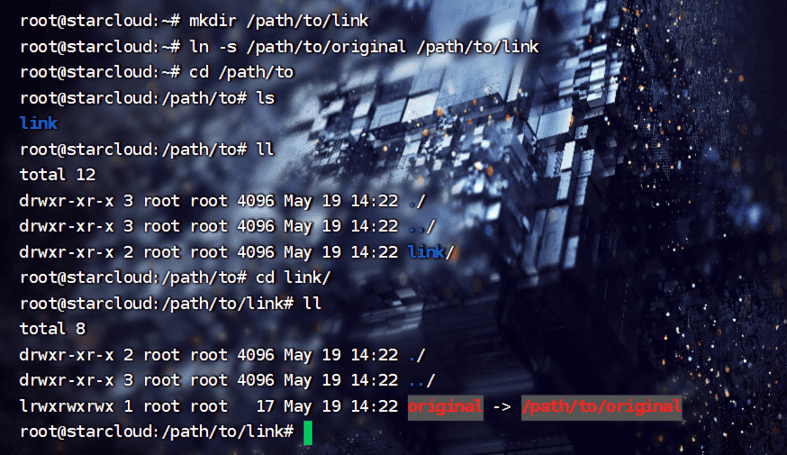 root@starcloud:~# mkdir /path/to/link
root@starcloud:~# ln -s /path/to/original /path/to/link
root@starcloud:~# cd /path/to
root@starcloud:/path/to# ls
link
root@starcloud:/path/to# ll
total 12
drwxr-xr-x 3 root root 4096 May 19 14:22 ./
drwxr-xr-x 3 root root 4096 May 19 14:22 ../
drwxr-xr-x 2 root root 4096 May 19 14:22 link/
root@starcloud:/path/to# cd link/
root@starcloud:/path/to/link# ll
total 8
drwxr-xr-x 2 root root 4096 May 19 14:22 ./
drwxr-xr-x 3 root root 4096 May 19 14:22 ../
lrwxrwxrwx 1 root root   17 May 19 14:22 original -> /path/to/original
root@starcloud:/path/to/link#